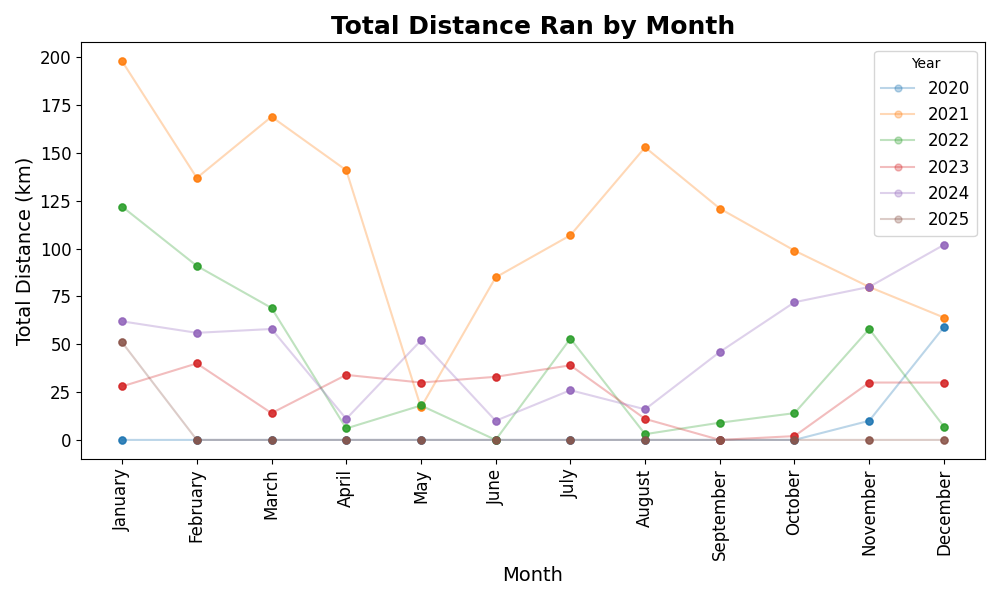 Total Distance Ran by Month
Total Distance (km)
200
175
150
125
100
75
50
25
0
Year
2020
2021
2022
2023
2024
2025
January
February
March
April
May
June
July
August
September
October
November
December
Month